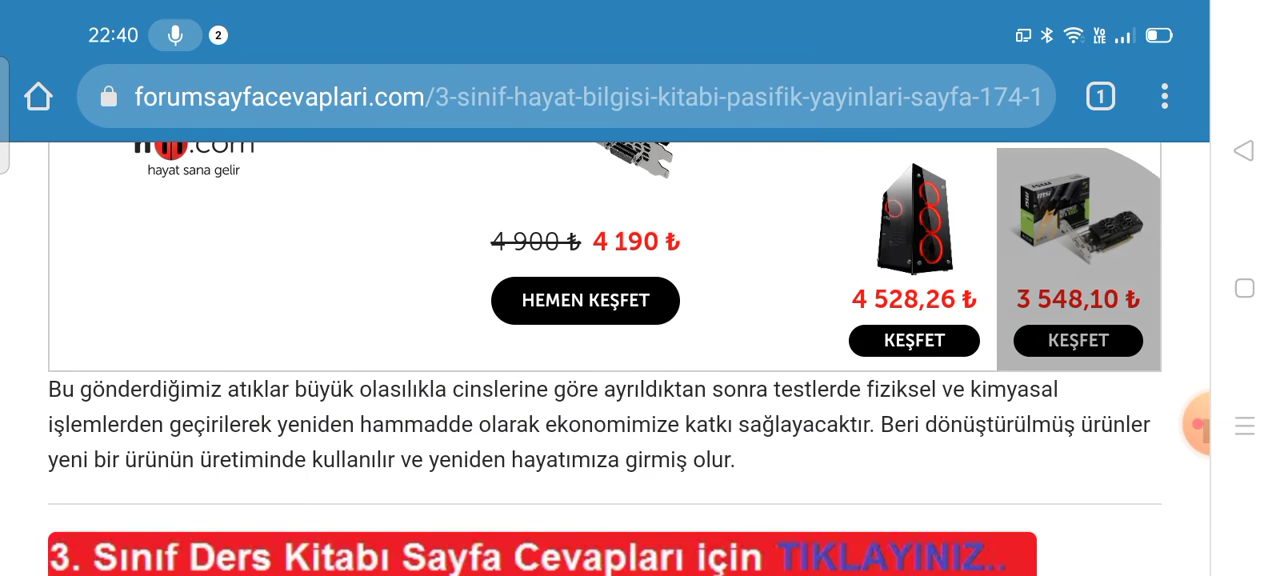 22:40
2
VO LTE
forumsayfacevaplari.com/3-sinif-hayat-bilgisi-kitabi-pasifik-yayinlari-sayfa-174-1
1
.com
hayat sana gelir
4 900 ₺ 4 190 ₺
HEMEN KEŞFET
4 528,26 ₺
KEŞFET
msi
3 548,10 ₺
KEŞFET
Bu gönderdiğimiz atıklar büyük olasılıkla cinslerine göre ayrıldıktan sonra testlerde fiziksel ve kimyasal
işlemlerden geçirilerek yeniden hammadde olarak ekonomimize katkı sağlayacaktır. Beri dönüştürülmüş ürünler
yeni bir ürünün üretiminde kullanılır ve yeniden hayatımıza girmiş olur.
3. Sınıf Ders Kitabı Sayfa Cevapları için TIKLAYINIZ..